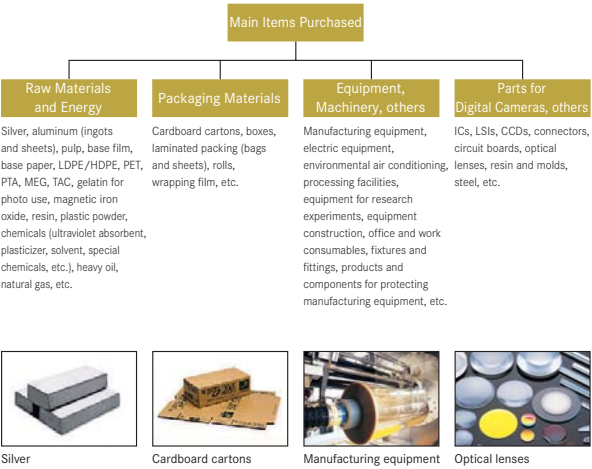 Main Items Purchased
Raw Materials
and Energy
Silver, aluminum (ingots
and sheets), pulp, base film,
base paper, LDPE/HDPE, PET,
PTA, MEG, TAC, gelatin for
photo use, magnetic iron
oxide, resin, plastic powder,
chemicals (ultraviolet absorbent,
plasticizer, solvent, special
chemicals, etc.), heavy oil,
natural gas, etc.
Packaging Materials
Cardboard cartons, boxes,
laminated packing (bags
and sheets), rolls,
wrapping film, etc.
Equipment,
Machinery, others
Manufacturing equipment,
electric equipment,
environmental air conditioning,
processing facilities,
equipment for research
experiments, equipment
construction, office and work
consumables, fixtures and
fittings, products and
components for protecting
manufacturing equipment, etc.
Parts for
Digital Cameras, others
ICs, LSIs, CCDs, connectors,
circuit boards, optical
lenses, resin and molds,
steel, etc.
Silver
Cardboard cartons
Manufacturing equipment
Optical lenses